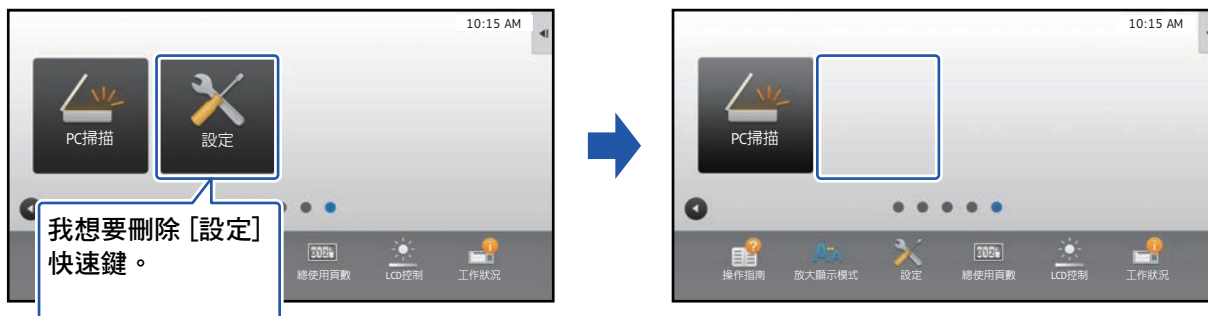 10:15 AM
PC掃描
設定
我想要刪除 [設定]
快速鍵。
總使用頁數
LCD控制
工作狀況
10:15 AM
PC掃描
操作指南
放大顯示模式
設定
總使用頁數
LCD控制
工作狀況